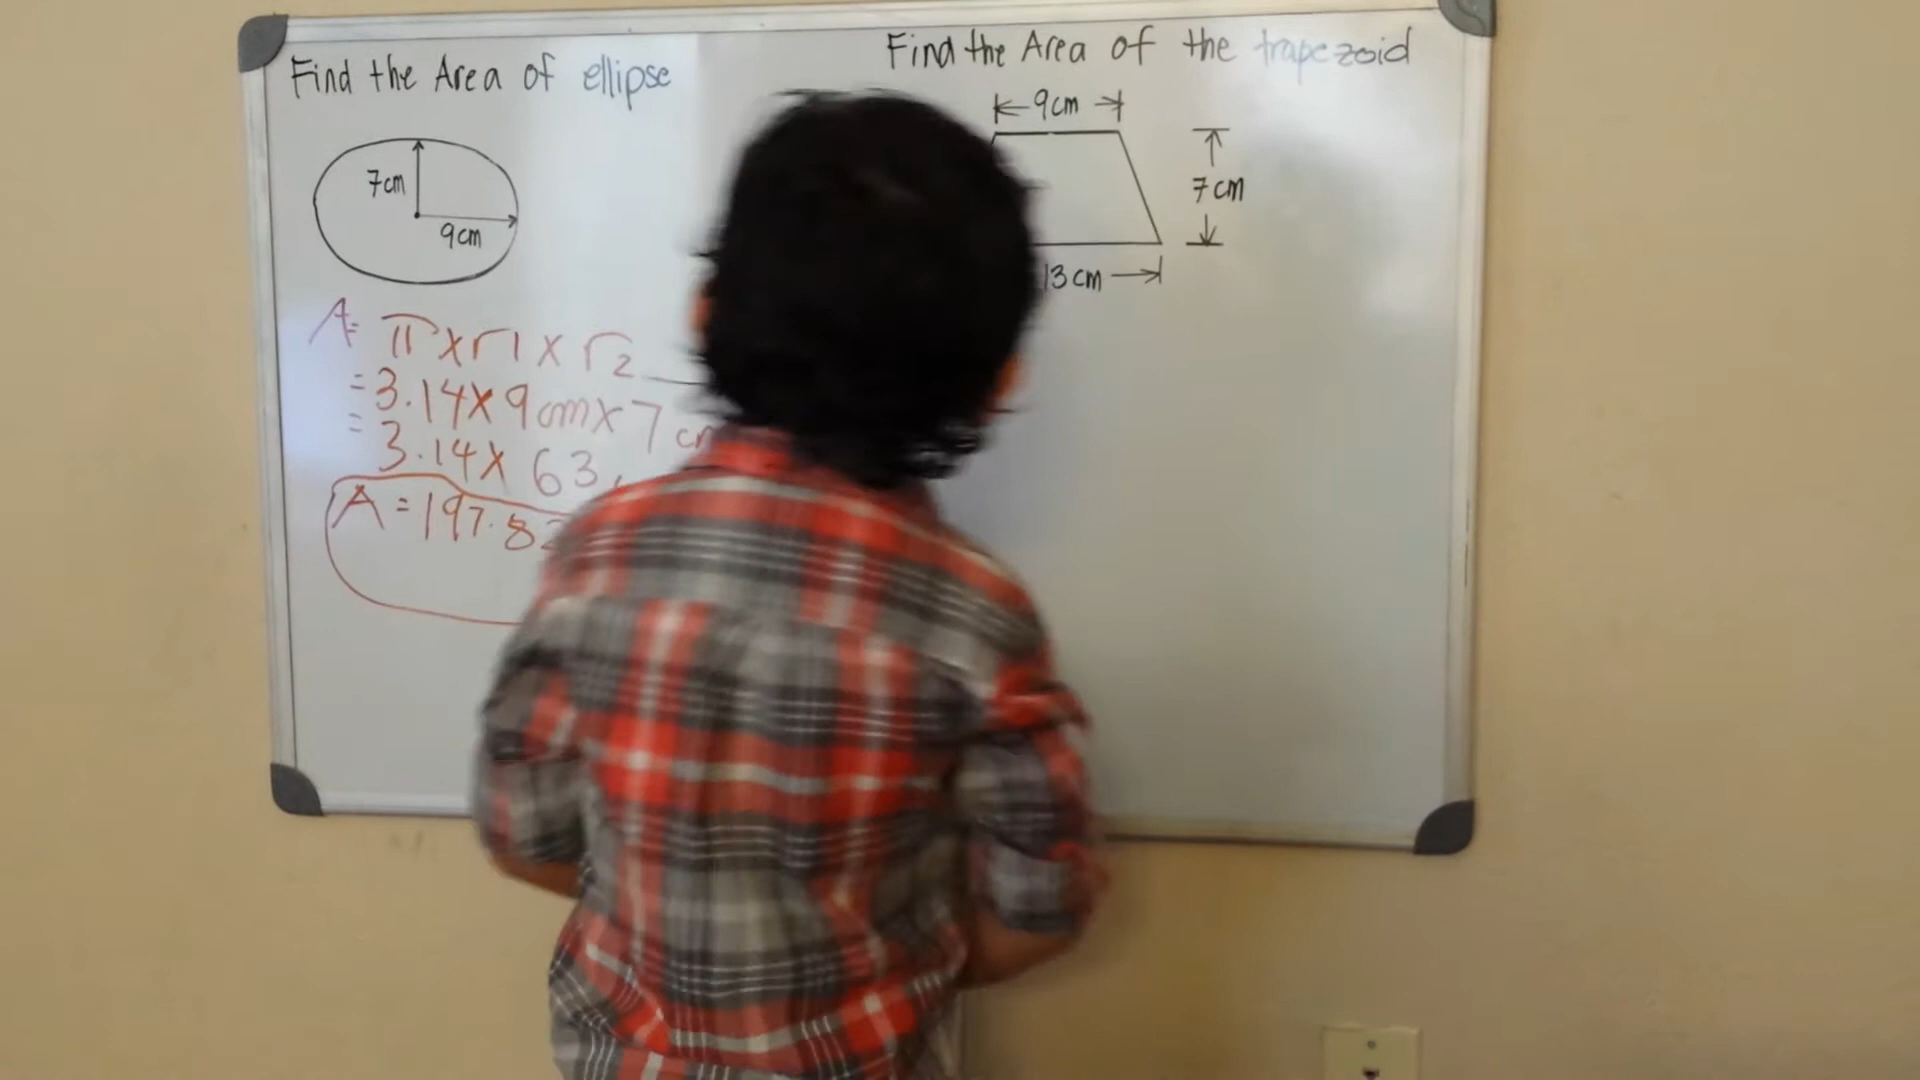 Find the Area of ellipse
7cm
9cm
A= π x r1 x r2
= 3.14 x 9cm x 7
= 3.14 x 63
A = 197.82
Find the Area of the trapezoid
9cm
7cm
13cm